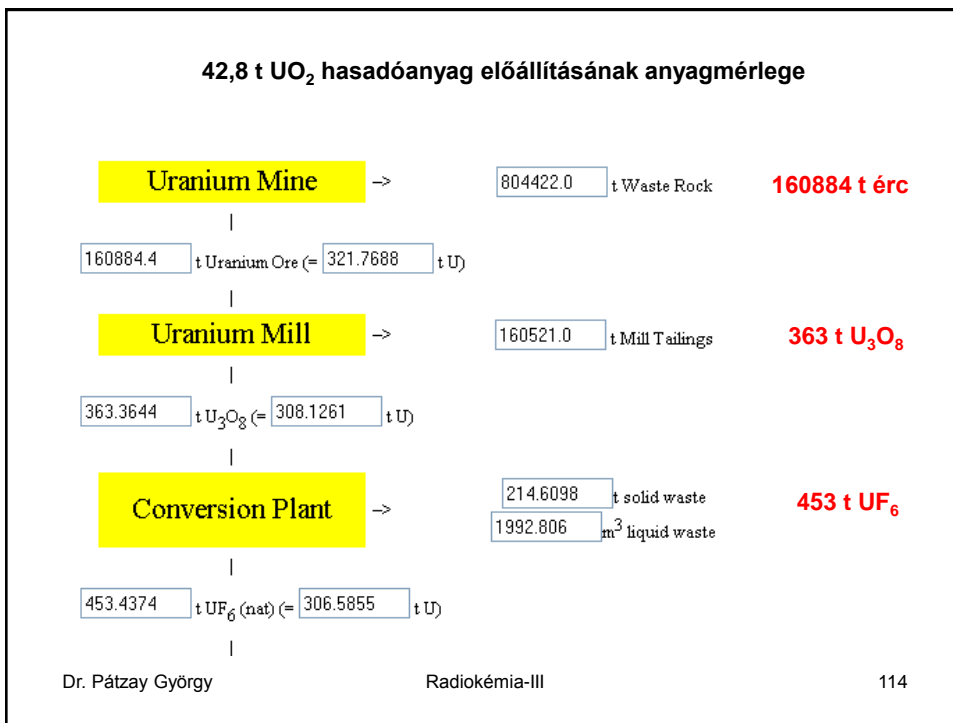 42,8 t UO₂ hasadóanyag előállításának anyagmérlege
Uranium Mine --> 804422.0 t Waste Rock 160884 t érc
|
160884.4 t Uranium Ore (= 321.7688 t U)
|
Uranium Mill --> 160521.0 t Mill Tailings 363 t U₃O₈
|
363.3644 t U₃O₈ (= 308.1261 t U)
|
Conversion Plant --> 214.6098 t solid waste 453 t UF₆
1992.806 m³ liquid waste
|
453.4374 t UF₆ (nat) (= 306.5855 t U)
|
Dr. Pátzay György Radiokémia-III 114